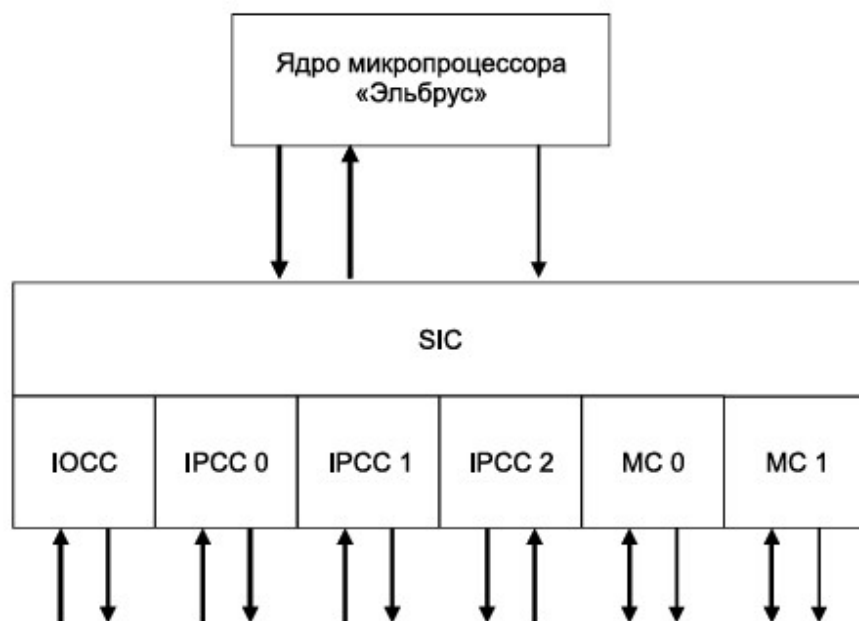 Ядро микропроцессора
«Эльбрус»
SIC
IOCC
IPCC 0
IPCC 1
IPCC 2
MC 0
MC 1